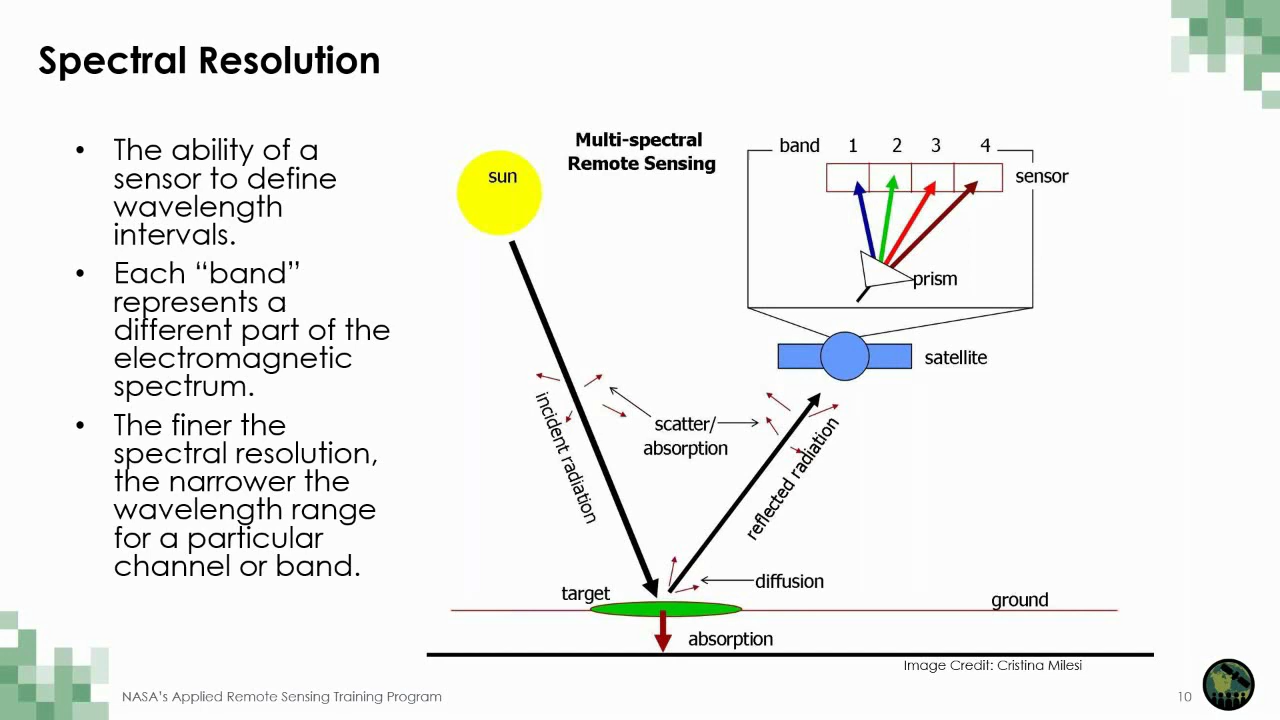 Spectral Resolution
• The ability of a
sensor to define
wavelength
intervals.
• Each “band”
represents a
different part of the
electromagnetic
spectrum.
• The finer the
spectral resolution,
the narrower the
wavelength range
for a particular
channel or band.
Multi-spectral
Remote Sensing
sun
band 1 2 3 4
sensor
prism
satellite
scatter/
absorption
incident radiation
reflected radiation
diffusion
target
ground
absorption
Image Credit: Cristina Milesi
NASA’s Applied Remote Sensing Training Program
10